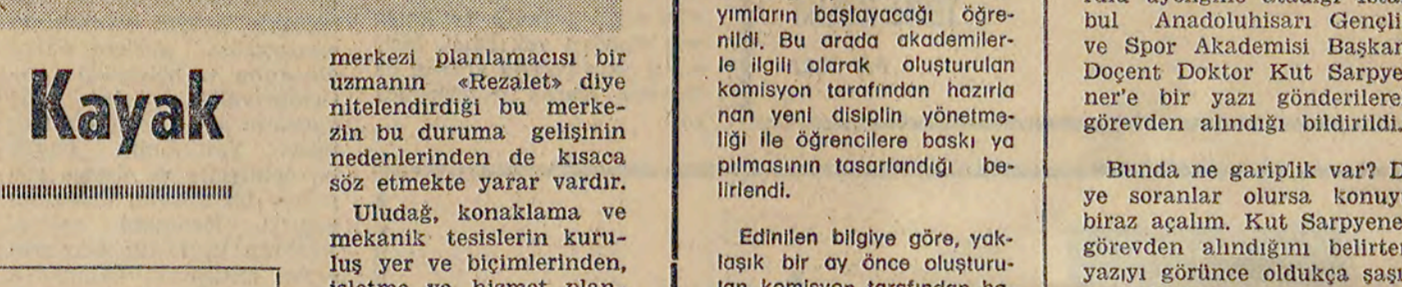 Kayak
merkezi planlamacısı bir
uzmanın «Rezalet» diye
nitelendirdiği bu merke-
zin bu duruma gelişinin
nedenlerinden de kısaca
söz etmekte yarar vardır.
Uludağ, konaklama ve
mekanik tesislerin kuru-
luş yer ve biçimlerinden,
yımların başlayacağı öğre-
nildi. Bu arada akademiler-
le ilgili olarak oluşturulan
komisyon tarafından hazırla
nan yeni disiplin yönetme-
liği ile öğrencilere baskı ya
pılmasının tasarlandığı be-
lirlendi.
Edinilen bilgiye göre, yak-
laşık bir ay önce oluşturu-
lan komisyon tarafından
bul Anadoluhisarı Gençli
ve Spor Akademisi Başkan
Doçent Doktor Kut Sarpye
ner'e bir yazı gönderilere
görevden alındığı bildirildi.
Bunda ne gariplik var? D
ye soranlar olursa konuy
biraz açalım. Kut Sarpyene
görevden alındığını belirte
yazıyı görünce oldukça şaşı